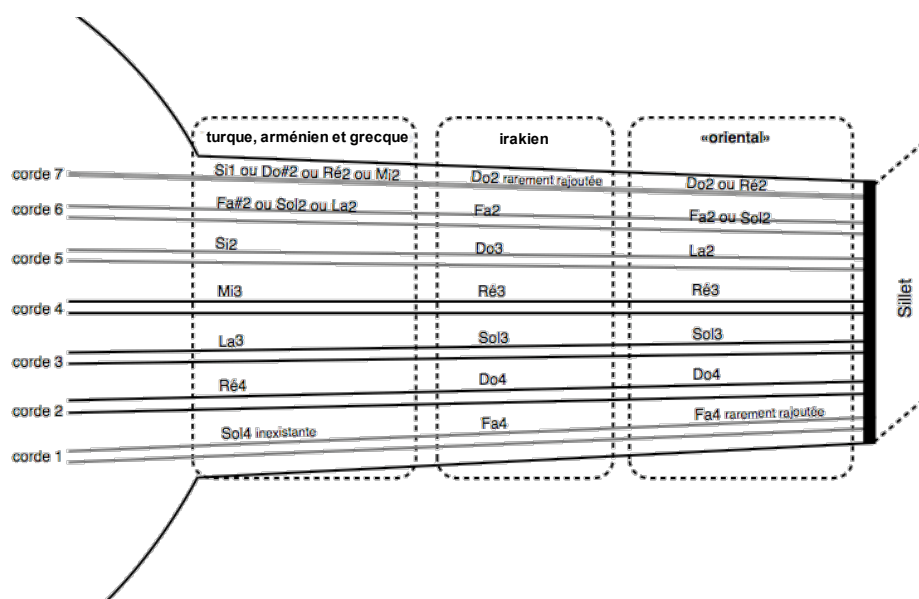 turque, arménien et grecque
irakien
«oriental»
corde 7
Si1 ou Do#2 ou Ré2 ou Mi2
Do2 rarement rajoutée
Do2 ou Ré2
corde 6
Fa#2 ou Sol2 ou La2
Fa2
Fa2 ou Sol2
corde 5
Si2
Do3
La2
corde 4
Mi3
Ré3
Ré3
corde 3
La3
Sol3
Sol3
corde 2
Ré4
Do4
Do4
corde 1
Sol4 inexistante
Fa4
Fa4 rarement rajoutée
Sillet